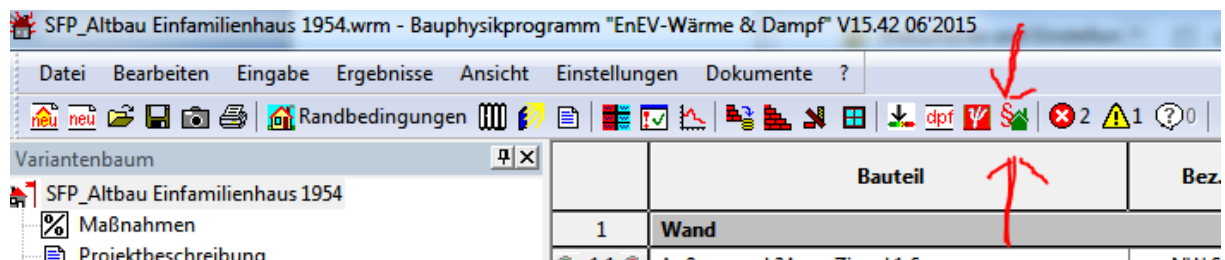 SFP_Altbau Einfamilienhaus 1954.wrm - Bauphysikprogramm "EnEV-Wärme & Dampf" V15.42 06'2015
Datei Bearbeiten Eingabe Ergebnisse Ansicht Einstellungen Dokumente ?
neu neu Randbedingungen dpf Ψ § 2 1 ? 0
Variantenbaum
Bauteil Bez.
SFP_Altbau Einfamilienhaus 1954
% Maßnahmen
1 Wand
Projektbeschreibung